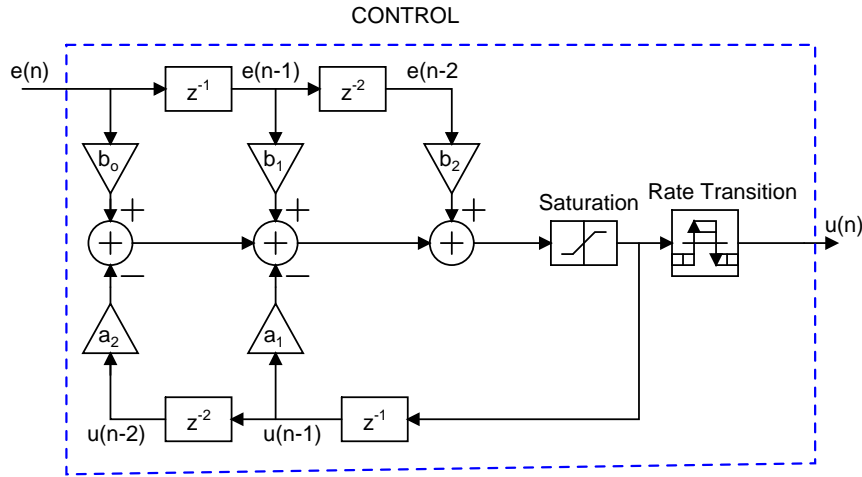 CONTROL
e(n)
e(n-1)
e(n-2
z⁻¹
z⁻²
bₒ
b₁
b₂
Saturation
Rate Transition
+
+
+
+
+
+
u(n)
−
−
a₂
a₁
z⁻²
z⁻¹
u(n-2)
u(n-1)